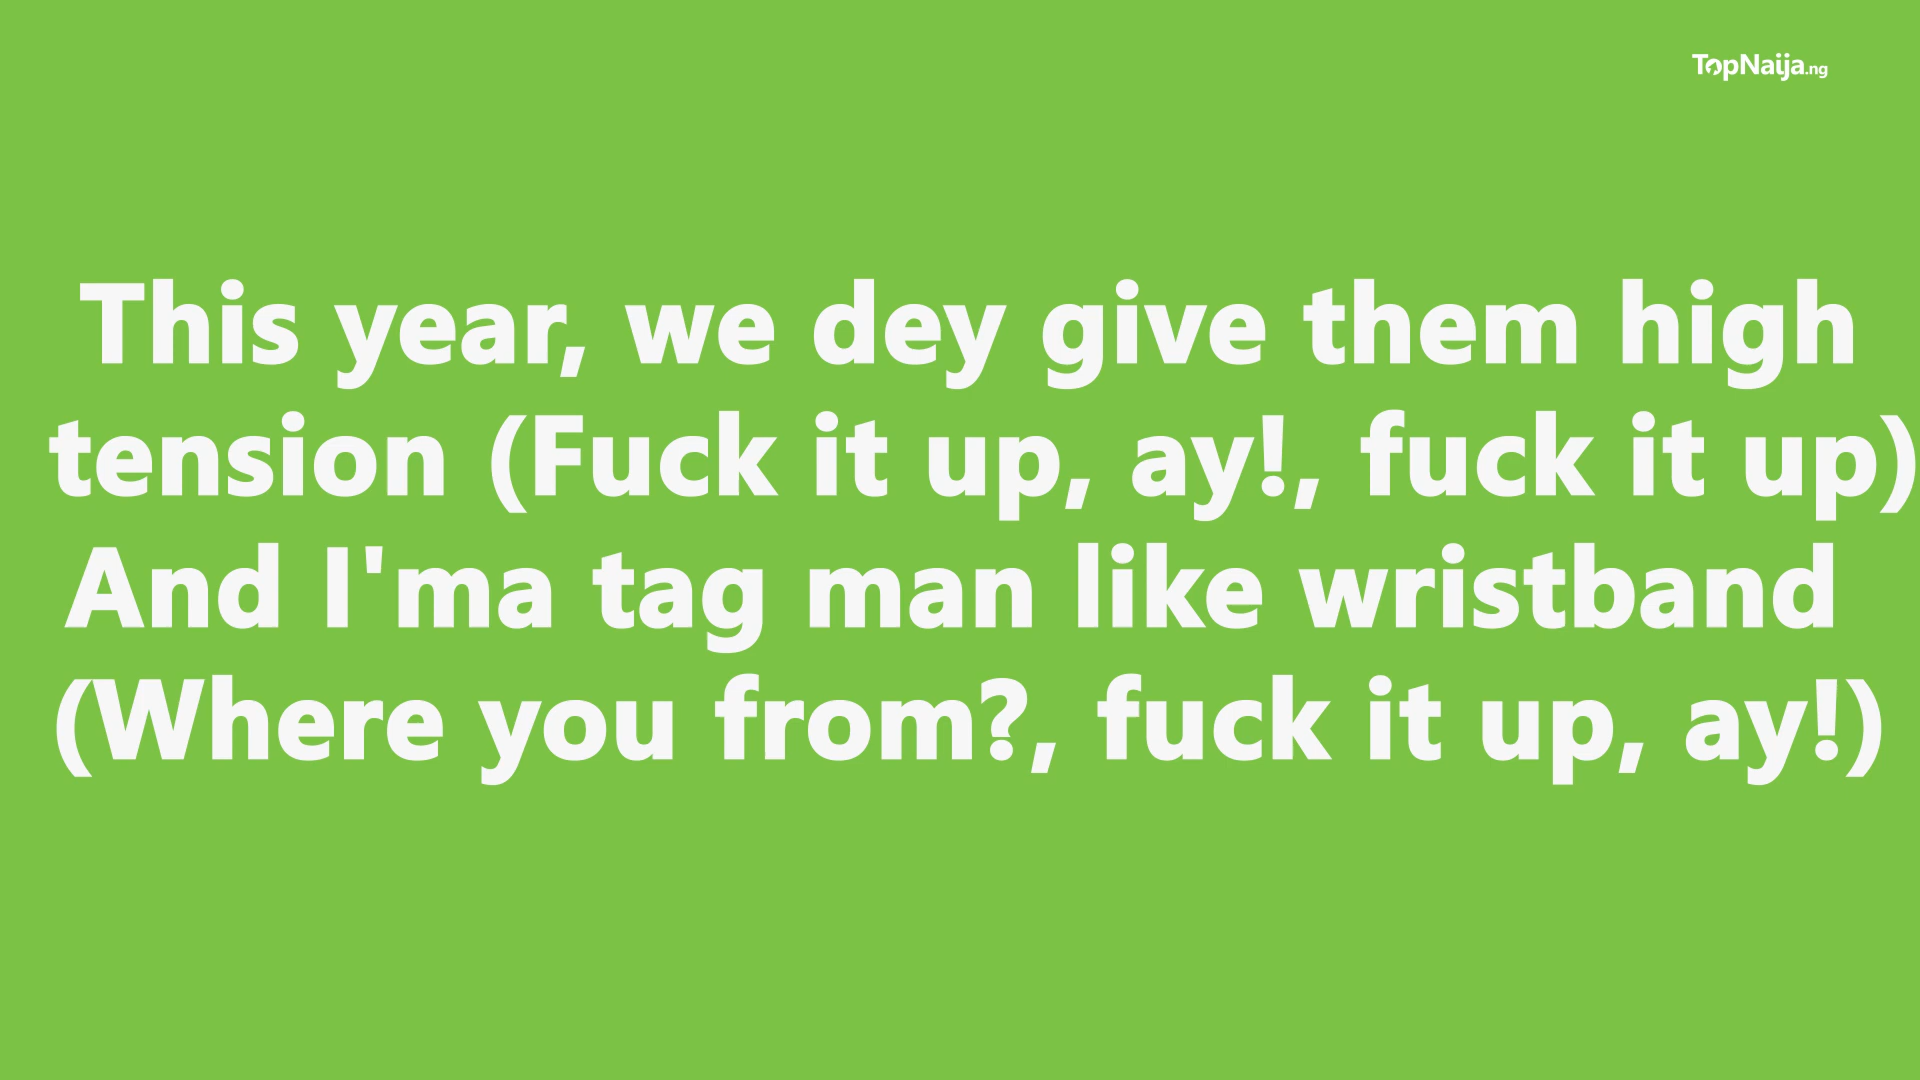 TopNaija.ng
This year, we dey give them high
tension (Fuck it up, ay!, fuck it up)
And I'ma tag man like wristband
(Where you from?, fuck it up, ay!)